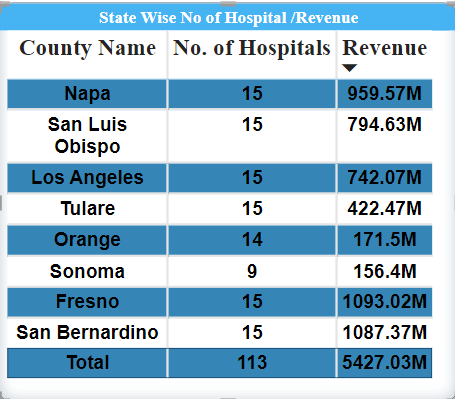 State Wise No of Hospital /Revenue
County Name No. of Hospitals Revenue
Napa 15 959.57M
San Luis 15 794.63M
Obispo
Los Angeles 15 742.07M
Tulare 15 422.47M
Orange 14 171.5M
Sonoma 9 156.4M
Fresno 15 1093.02M
San Bernardino 15 1087.37M
Total 113 5427.03M